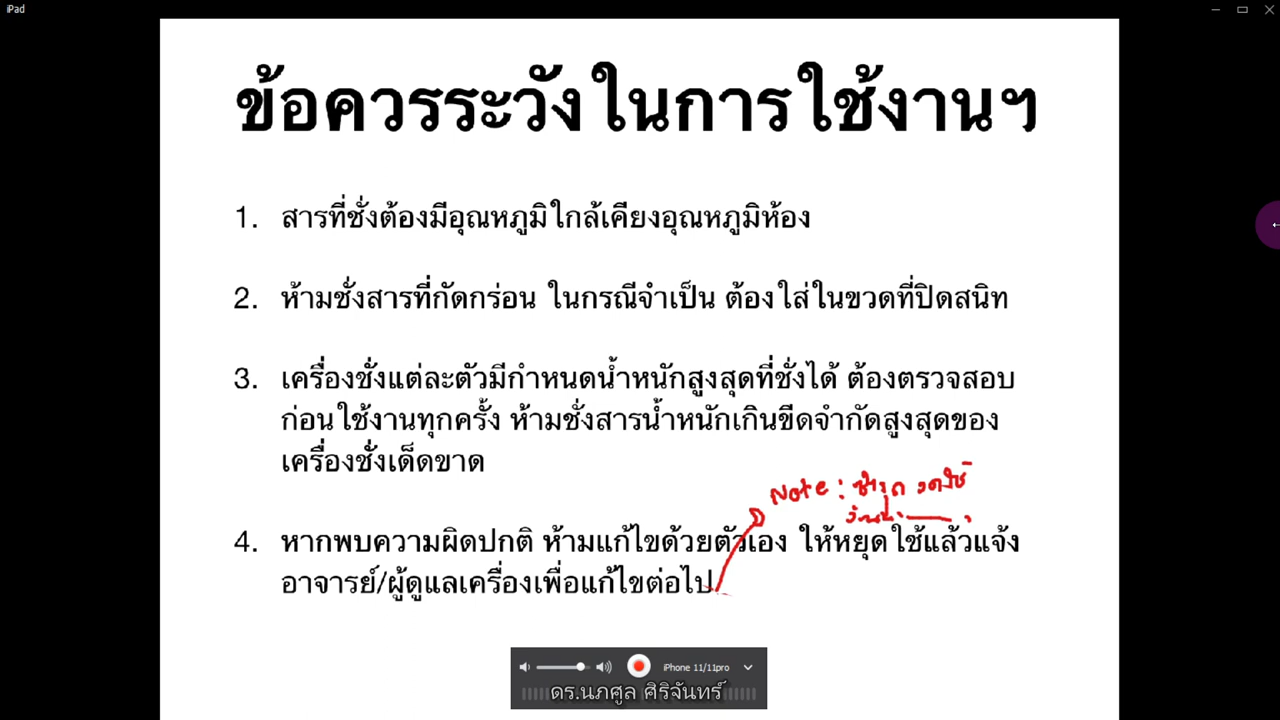 iPad
ข้อควรระวังในการใช้งานฯ
1. สารที่ชั่งต้องมีอุณหภูมิใกล้เคียงอุณหภูมิห้อง
2. ห้ามชั่งสารที่กัดกร่อน ในกรณีจำเป็น ต้องใส่ในขวดที่ปิดสนิท
3. เครื่องชั่งแต่ละตัวมีกำหนดน้ำหนักสูงสุดที่ชั่งได้ ต้องตรวจสอบ
ก่อนใช้งานทุกครั้ง ห้ามชั่งสารน้ำหนักเกินขีดจำกัดสูงสุดของ
เครื่องชั่งเด็ดขาด
Note : ชำรุด งดใช้
4. หากพบความผิดปกติ ห้ามแก้ไขด้วยตัวเอง ให้หยุดใช้แล้วแจ้ง
อาจารย์/ผู้ดูแลเครื่องเพื่อแก้ไขต่อไป
iPhone 11/11pro
ดร.นภศูล ศิริจันทร์